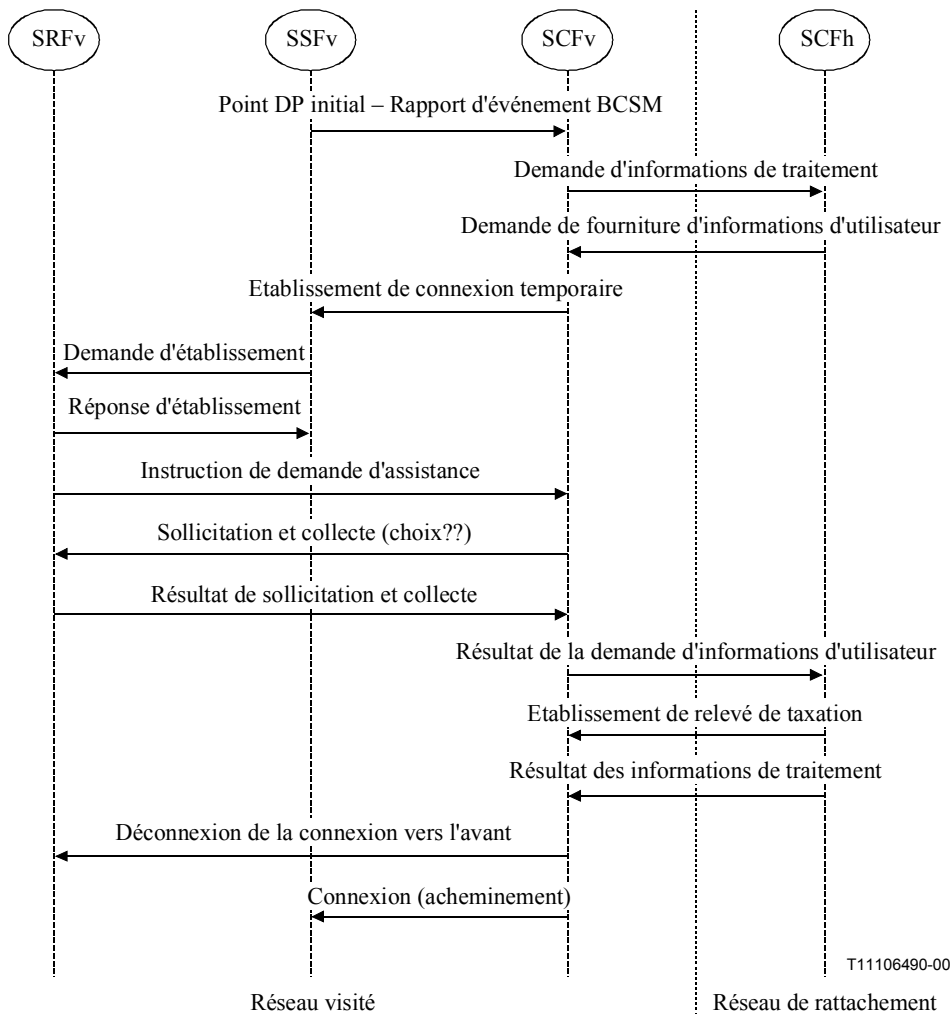 SRFv
SSFv
SCFv
SCFh
Point DP initial – Rapport d'événement BCSM
Demande d'informations de traitement
Demande de fourniture d'informations d'utilisateur
Etablissement de connexion temporaire
Demande d'établissement
Réponse d'établissement
Instruction de demande d'assistance
Sollicitation et collecte (choix??)
Résultat de sollicitation et collecte
Résultat de la demande d'informations d'utilisateur
Etablissement de relevé de taxation
Résultat des informations de traitement
Déconnexion de la connexion vers l'avant
Connexion (acheminement)
T11106490-00
Réseau visité
Réseau de rattachement